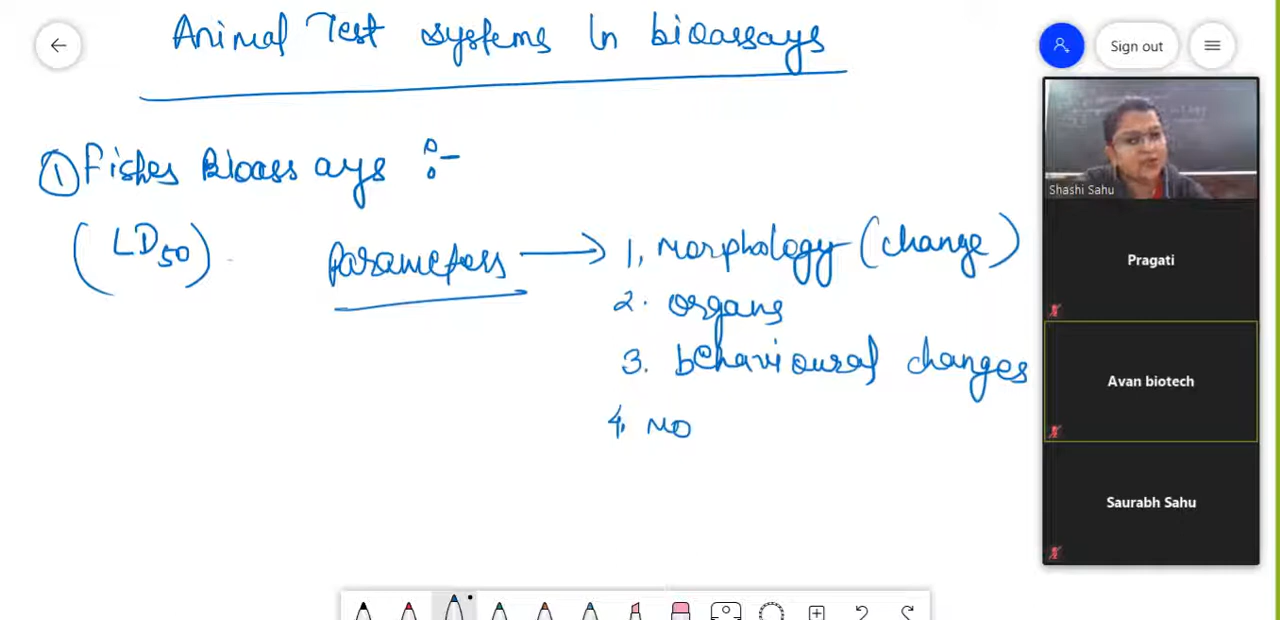 Animal Test systems In bioassays
Sign out
① Fishes Bioassays :-
Shashi Sahu
(LD50)
Parameters → 1, morphology (change)
Pragati
2. organs
3. behavioural changes
Avan biotech
4, No
Saurabh Sahu